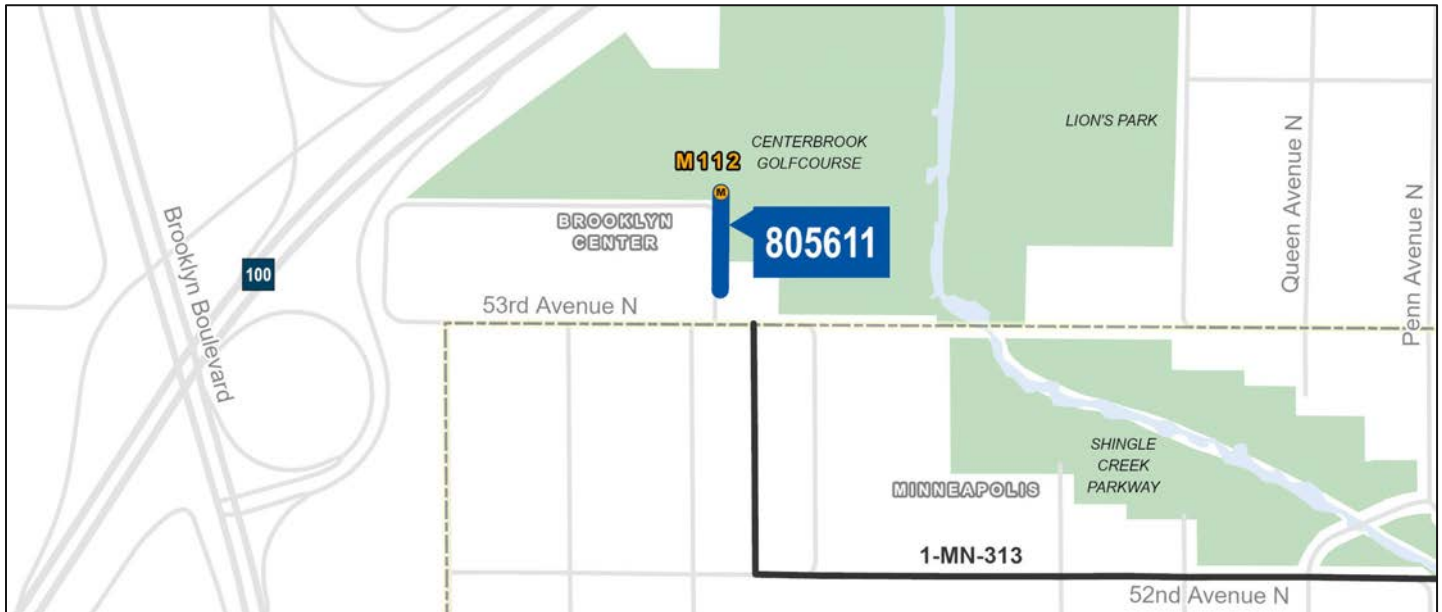 LION'S PARK
CENTERBROOK
GOLFCOURSE
M112
M
BROOKLYN
CENTER
805611
100
Brooklyn Boulevard
53rd Avenue N
Queen Avenue N
Penn Avenue N
SHINGLE
CREEK
PARKWAY
MINNEAPOLIS
1-MN-313
52nd Avenue N